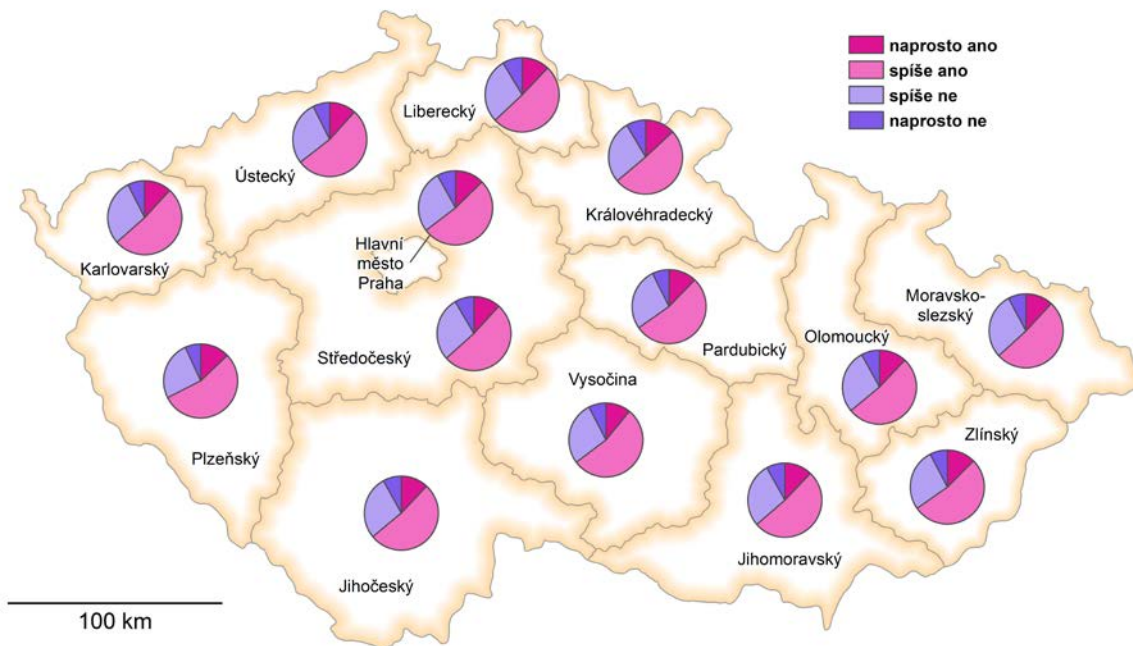 naprosto ano
spíše ano
spíše ne
naprosto ne
Liberecký
Ústecký
Královéhradecký
Karlovarský
Hlavní
město
Praha
Moravsko-
slezský
Olomoucký
Pardubický
Středočeský
Vysočina
Zlínský
Plzeňský
Jihomoravský
Jihočeský
100 km